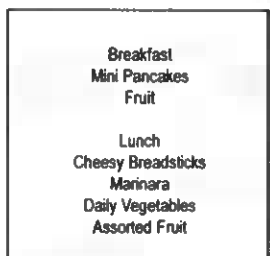 Breakfast
Mini Pancakes
Fruit
Lunch
Cheesy Breadsticks
Marinara
Daily Vegetables
Assorted Fruit